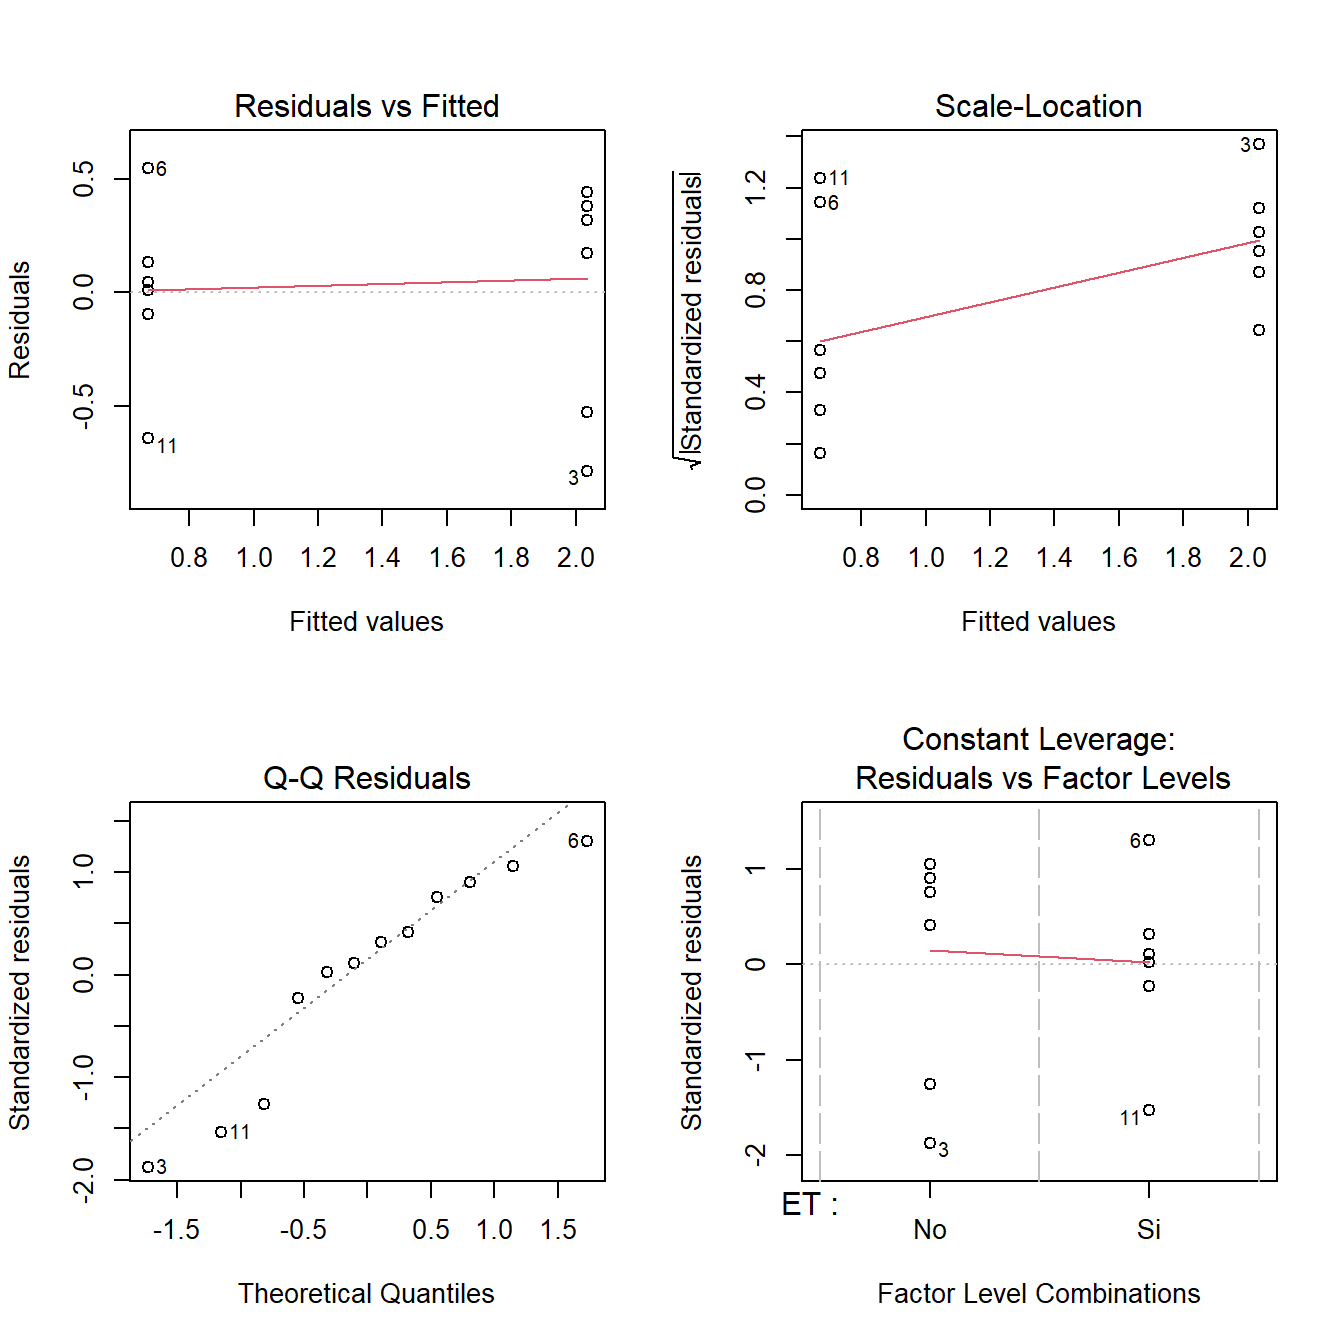 Residuals vs Fitted
Residuals
0.5
0.0
-0.5
6
11
3
0.8 1.0 1.2 1.4 1.6 1.8 2.0
Fitted values
Scale-Location
√|Standardized residuals|
1.2
0.8
0.4
0.0
3
11
6
0.8 1.0 1.2 1.4 1.6 1.8 2.0
Fitted values
Q-Q Residuals
Standardized residuals
1.0
0.0
-1.0
-2.0
6
11
3
-1.5 -0.5 0.5 1.0 1.5
Theoretical Quantiles
Constant Leverage:
Residuals vs Factor Levels
Standardized residuals
1
0
-1
-2
6
11
3
ET :
No Si
Factor Level Combinations